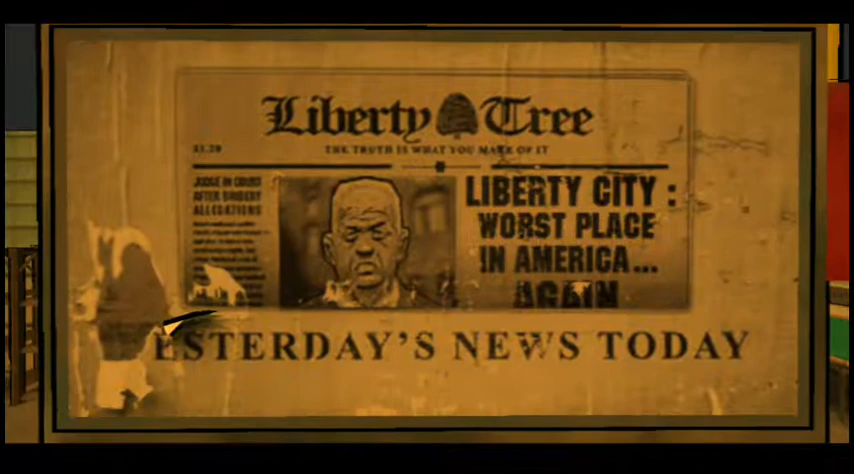 Liberty Tree
$1.20
THE TRUTH IS WHAT YOU MAKE OF IT
JUDGE IN COURT
AFTER BRIBERY
ALLEGATIONS
LIBERTY CITY :
WORST PLACE
IN AMERICA...
AGAIN
ESTERDAY'S NEWS TODAY